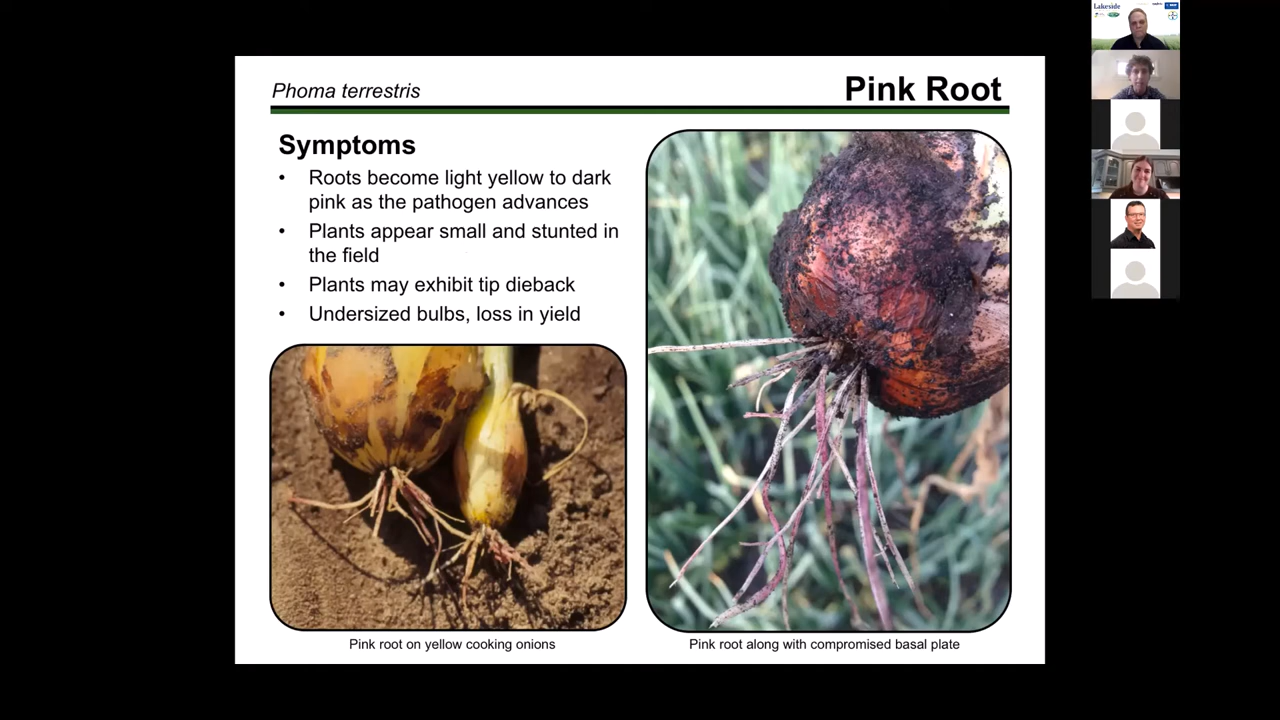 Phoma terrestris
Pink Root
Symptoms
• Roots become light yellow to dark
pink as the pathogen advances
• Plants appear small and stunted in
the field
• Plants may exhibit tip dieback
• Undersized bulbs, loss in yield
Pink root on yellow cooking onions
Pink root along with compromised basal plate
Lakeside